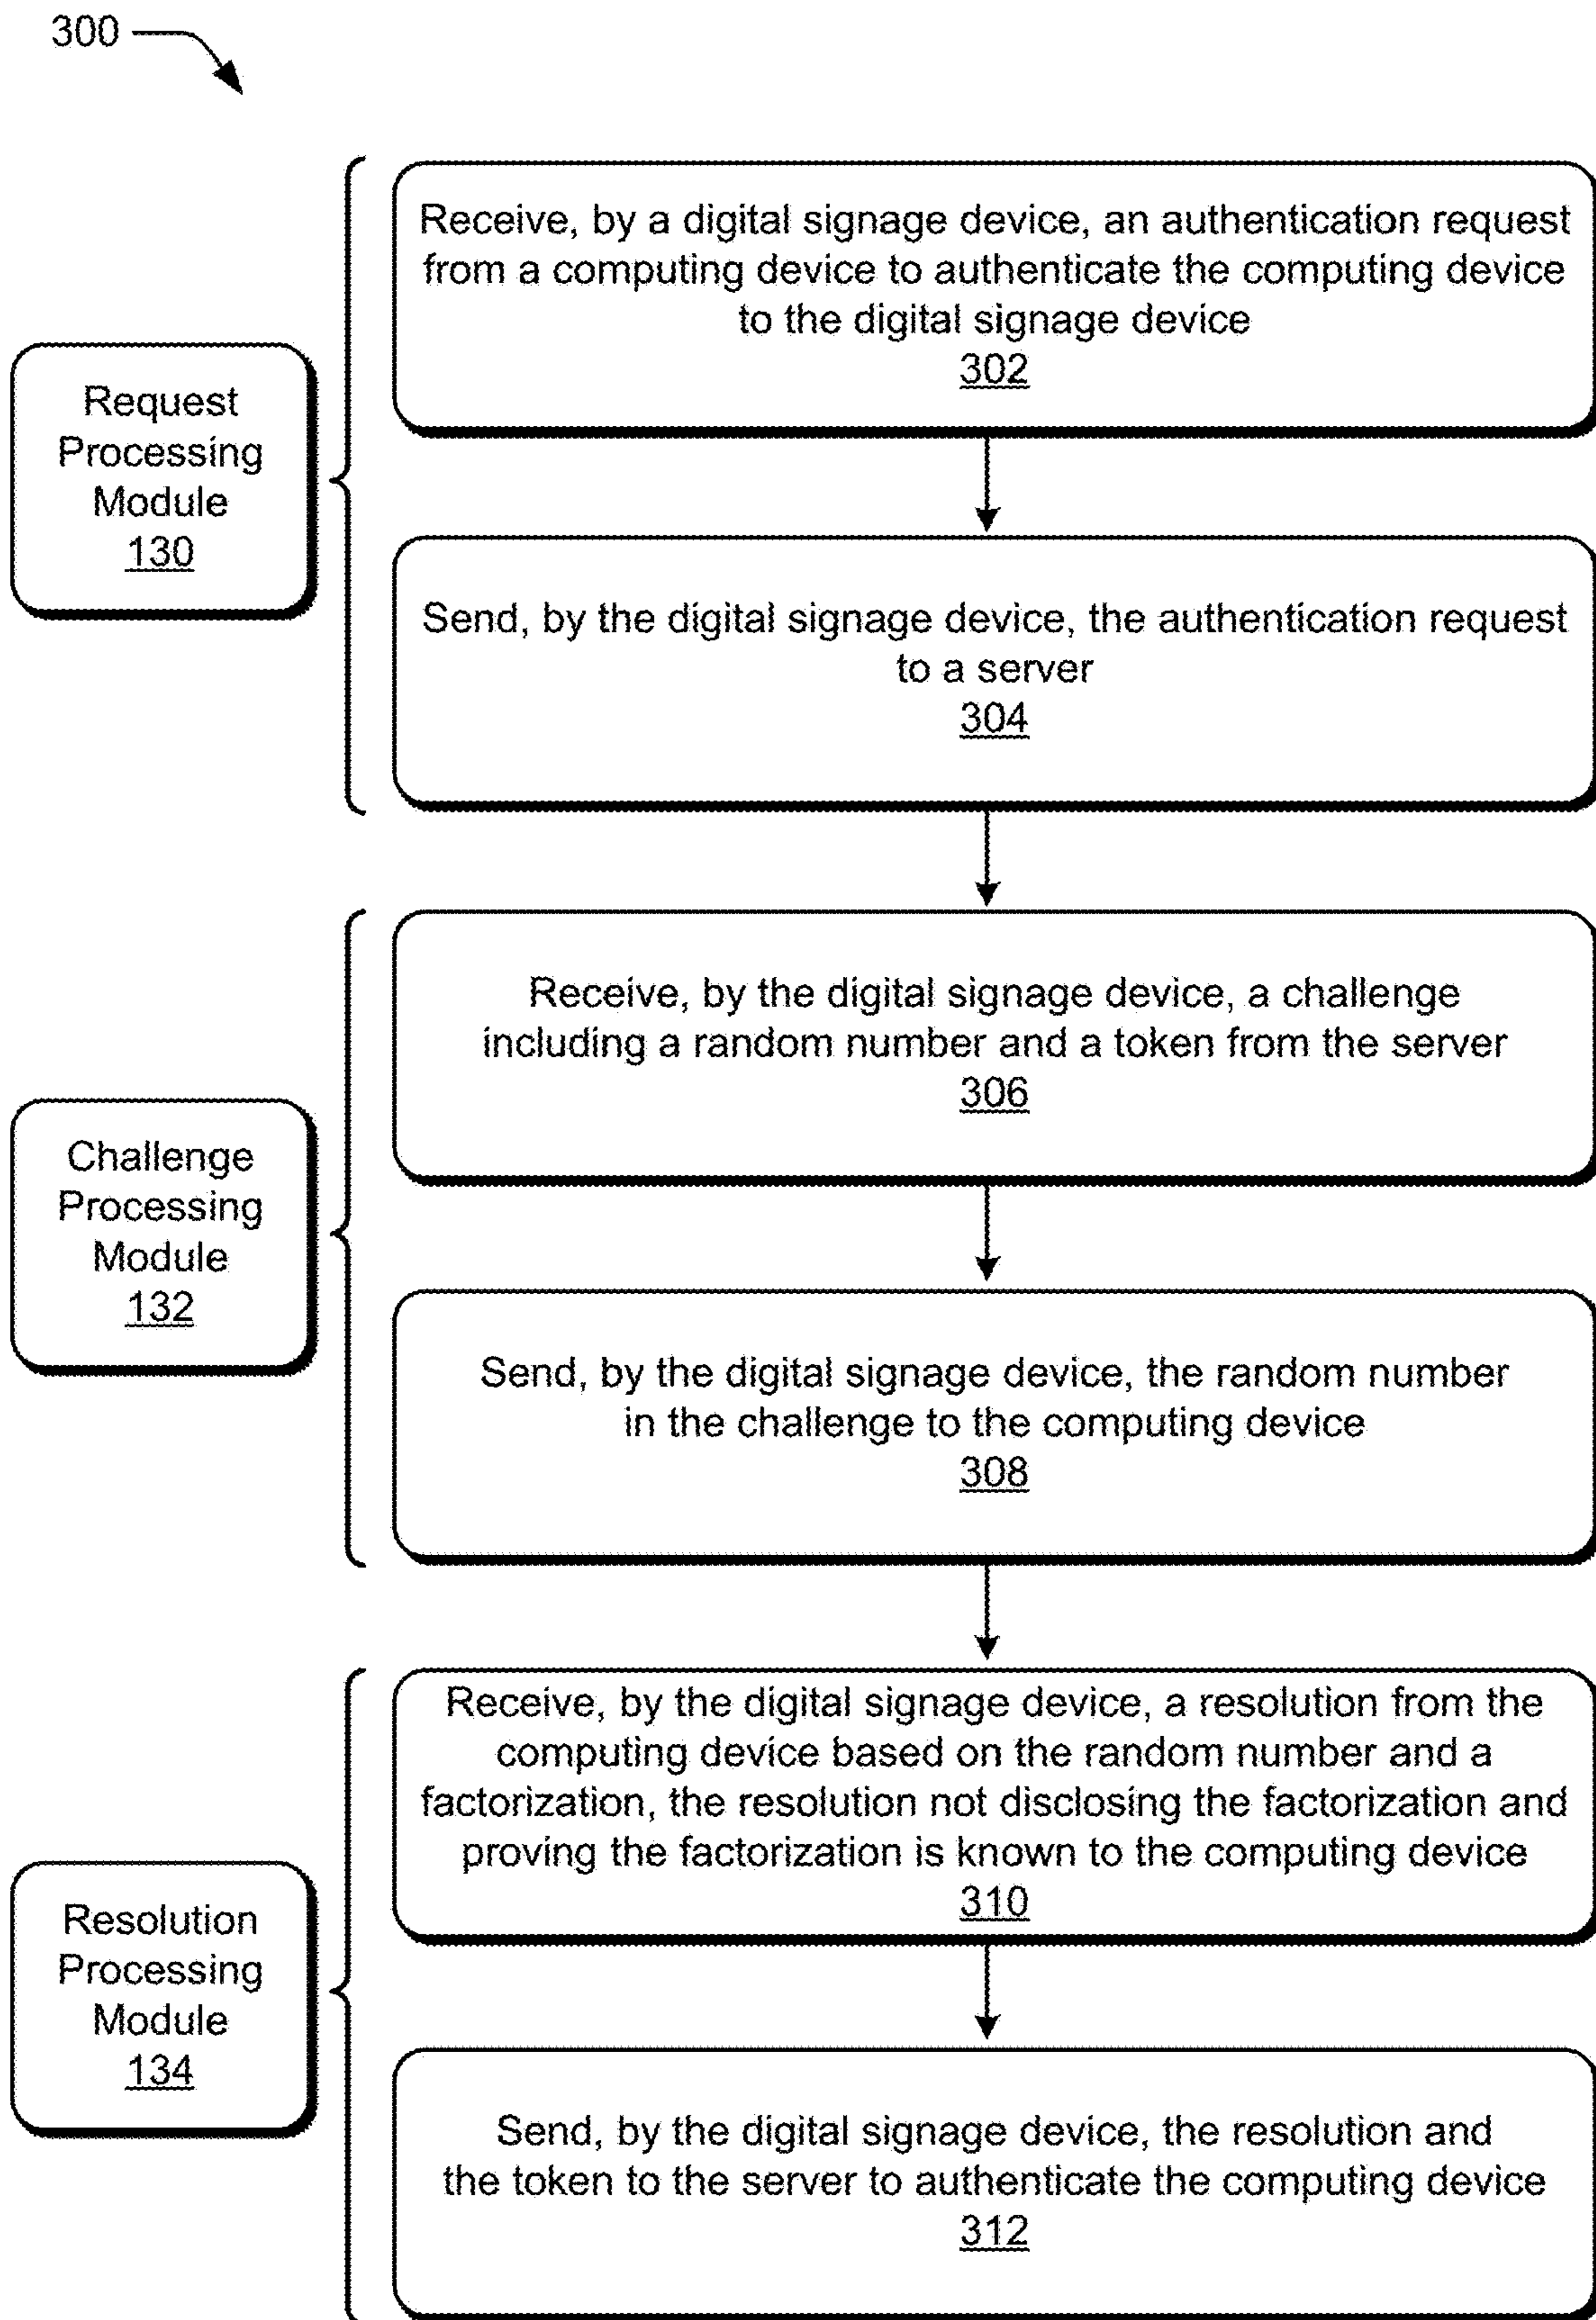 300
Receive, by a digital signage device, an authentication request
from a computing device to authenticate the computing device
to the digital signage device
302
Request
Processing
Module
130
Send, by the digital signage device, the authentication request
to a server
304
Receive, by the digital signage device, a challenge
including a random number and a token from the server
306
Challenge
Processing
Module
132
Send, by the digital signage device, the random number
in the challenge to the computing device
308
Receive, by the digital signage device, a resolution from the
computing device based on the random number and a
factorization, the resolution not disclosing the factorization and
proving the factorization is known to the computing device
310
Resolution
Processing
Module
134
Send, by the digital signage device, the resolution and
the token to the server to authenticate the computing device
312